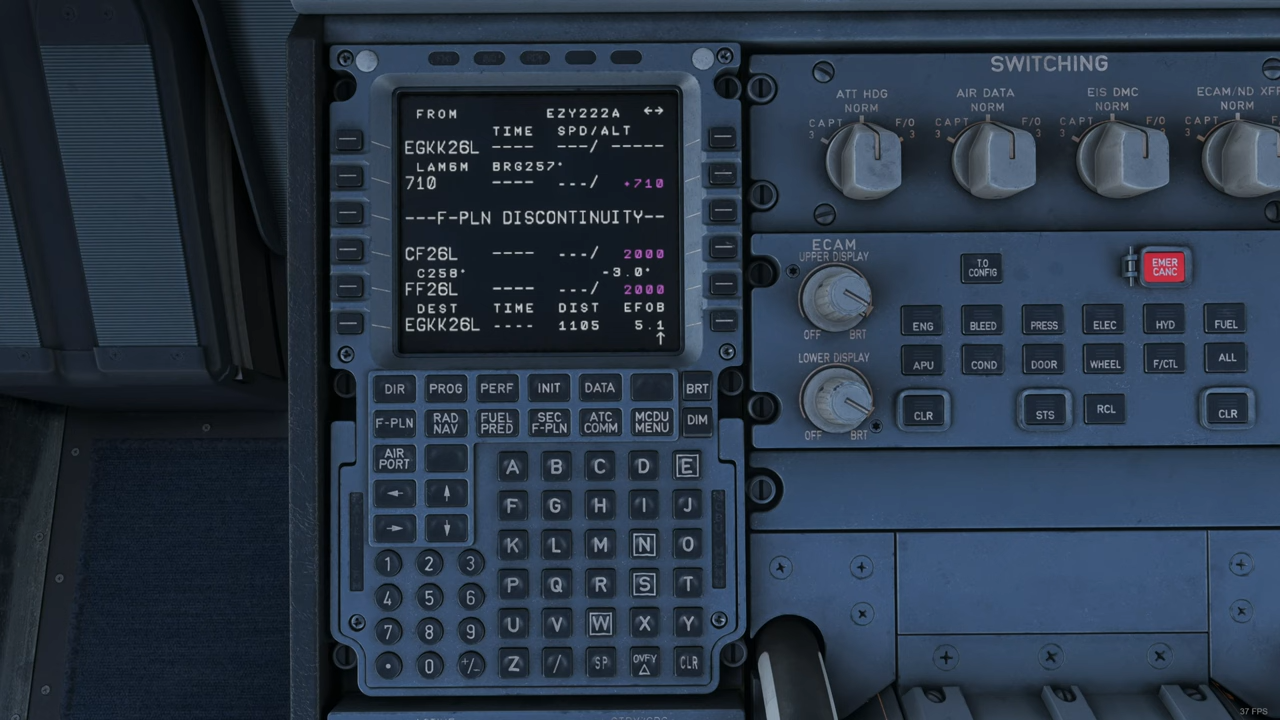 FROM EZY222A ↔
TIME SPD/ALT
EGKK26L ---- ---/ -----
LAM5M BRG257°
710 ---- ---/ +710
---F-PLN DISCONTINUITY--
CF26L ---- ---/ 2000
C258° -3.0°
FF26L ---- ---/ 2000
DEST TIME DIST EFOB
EGKK26L ---- 1105 5.1
↑
DIR PROG PERF INIT DATA BRT
F-PLN RAD NAV FUEL PRED SEC F-PLN ATC COMM MCDU MENU DIM
AIR PORT
← ↑
→ ↓
A B C D E
F G H I J
K L M N O
P Q R S T
U V W X Y
Z / SP OVFY △ CLR
1 2 3
4 5 6
7 8 9
• 0 +/-
SWITCHING
ATT HDG AIR DATA EIS DMC ECAM/ND XFR
NORM NORM NORM NORM
CAPT 3 F/O 3 CAPT 3 F/O 3 CAPT 3 F/O 3 CAPT
ECAM
UPPER DISPLAY
OFF BRT
LOWER DISPLAY
OFF BRT
T.O CONFIG
EMER CANC
ENG BLEED PRESS ELEC HYD FUEL
APU COND DOOR WHEEL F/CTL ALL
CLR STS RCL CLR
37 FPS